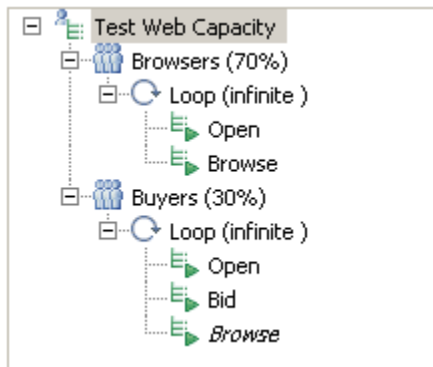 Test Web Capacity
Browsers (70%)
Loop (infinite )
Open
Browse
Buyers (30%)
Loop (infinite )
Open
Bid
Browse